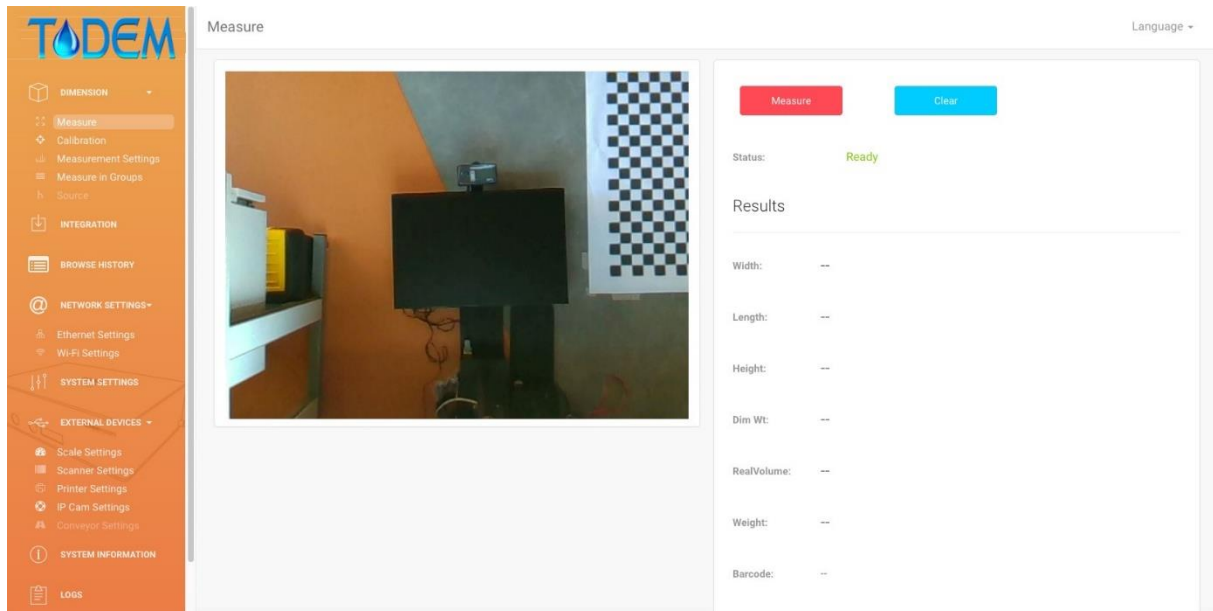 TODEM
Measure
Language
DIMENSION
Measure
Calibration
Measurement Settings
Measure in Groups
Source
INTEGRATION
BROWSE HISTORY
NETWORK SETTINGS
Ethernet Settings
Wi-Fi Settings
SYSTEM SETTINGS
EXTERNAL DEVICES
Scale Settings
Scanner Settings
Printer Settings
IP Cam Settings
Conveyor Settings
SYSTEM INFORMATION
LOGS
Measure
Clear
Status: Ready
Results
Width: --
Length: --
Height: --
Dim Wt: --
RealVolume: --
Weight: --
Barcode: --